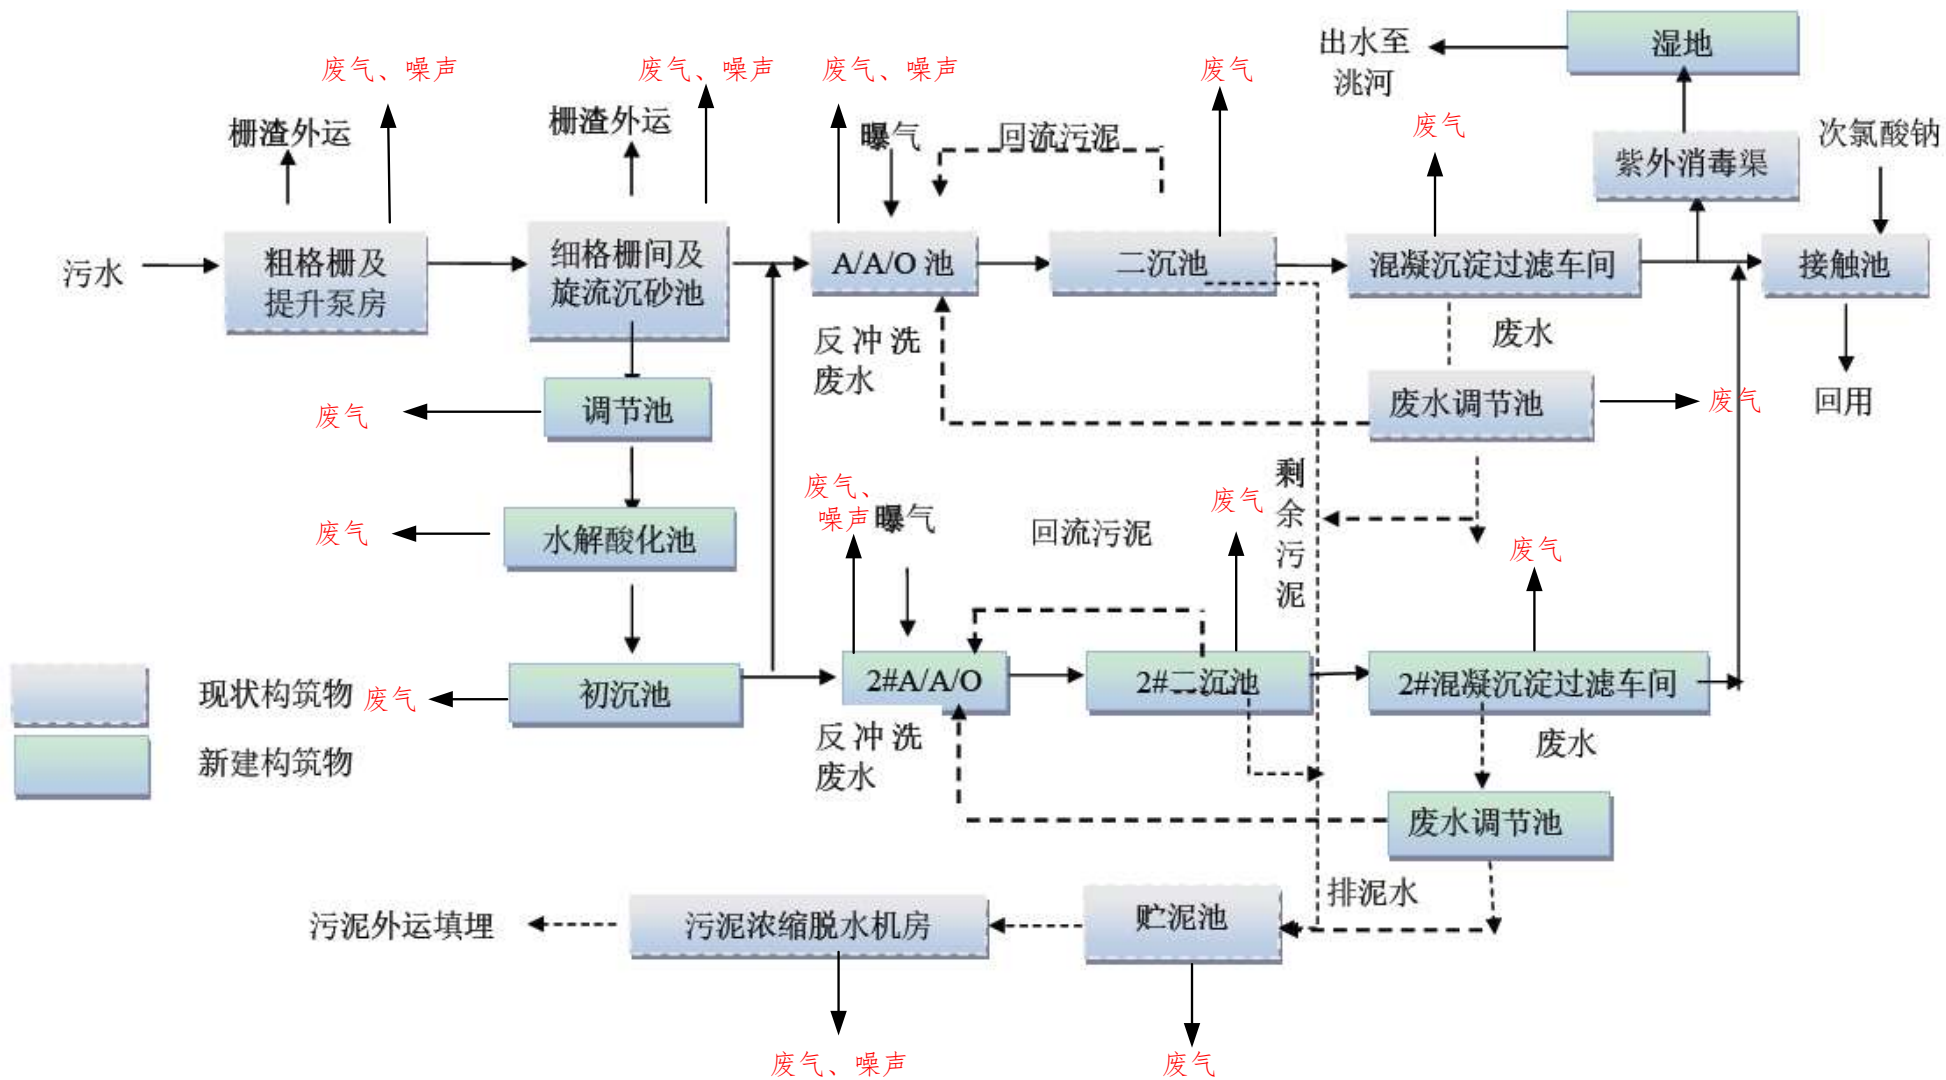 出水至
洮河
湿地
废气、噪声
废气、噪声
废气、噪声
废气
栅渣外运
栅渣外运
曝气
回流污泥
废气
紫外消毒渠
次氯酸钠
污水
粗格栅及
提升泵房
细格栅间及
旋流沉砂池
A/A/O 池
二沉池
混凝沉淀过滤车间
接触池
反 冲 洗
废水
废水
废气
调节池
废水调节池
废气
回用
剩
余
污
泥
废气、
噪声
曝气
回流污泥
废气
废气
废气
水解酸化池
现状构筑物
废气
初沉池
2#A/A/O
2#二沉池
2#混凝沉淀过滤车间
新建构筑物
反 冲 洗
废水
废水
废水调节池
排泥水
污泥外运填埋
污泥浓缩脱水机房
贮泥池
废气、噪声
废气